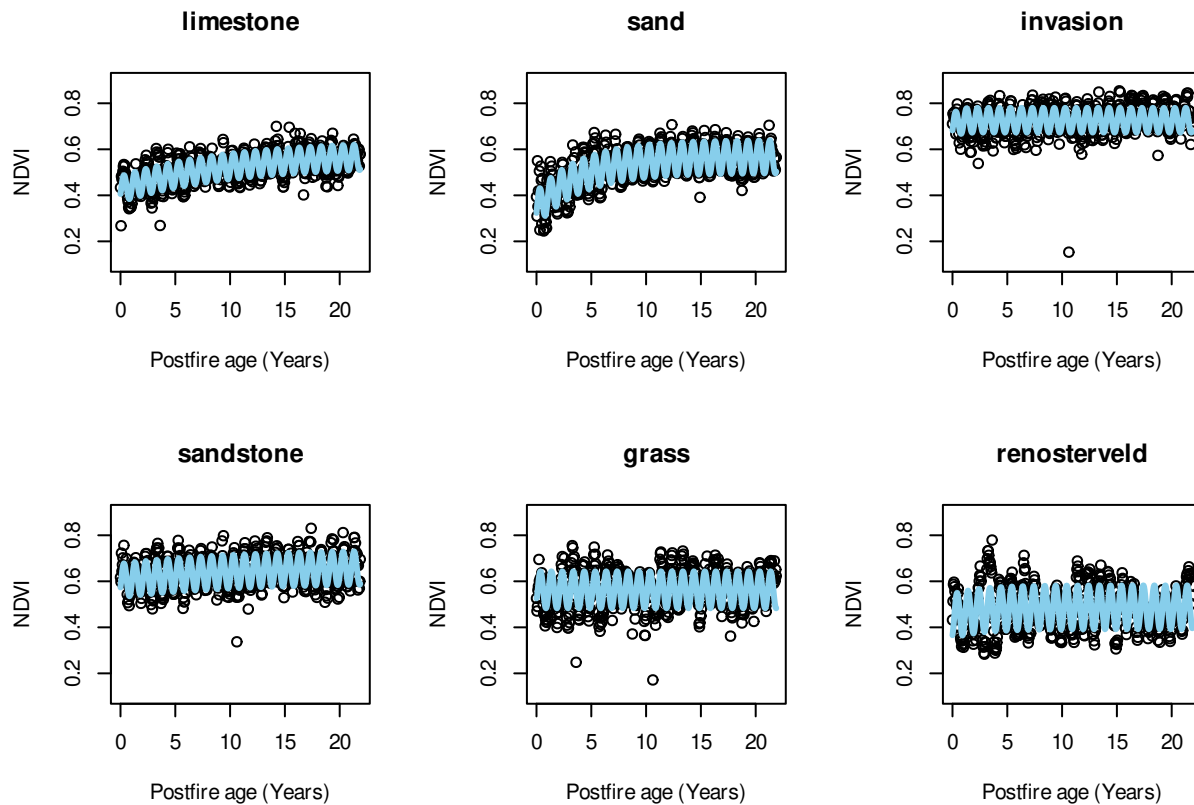 limestone
NDVI
0.2 0.4 0.6 0.8
0 5 10 15 20
Postfire age (Years)
sand
NDVI
0.2 0.4 0.6 0.8
0 5 10 15 20
Postfire age (Years)
invasion
NDVI
0.2 0.4 0.6 0.8
0 5 10 15 20
Postfire age (Years)
sandstone
NDVI
0.2 0.4 0.6 0.8
0 5 10 15 20
Postfire age (Years)
grass
NDVI
0.2 0.4 0.6 0.8
0 5 10 15 20
Postfire age (Years)
renosterveld
NDVI
0.2 0.4 0.6 0.8
0 5 10 15 20
Postfire age (Years)